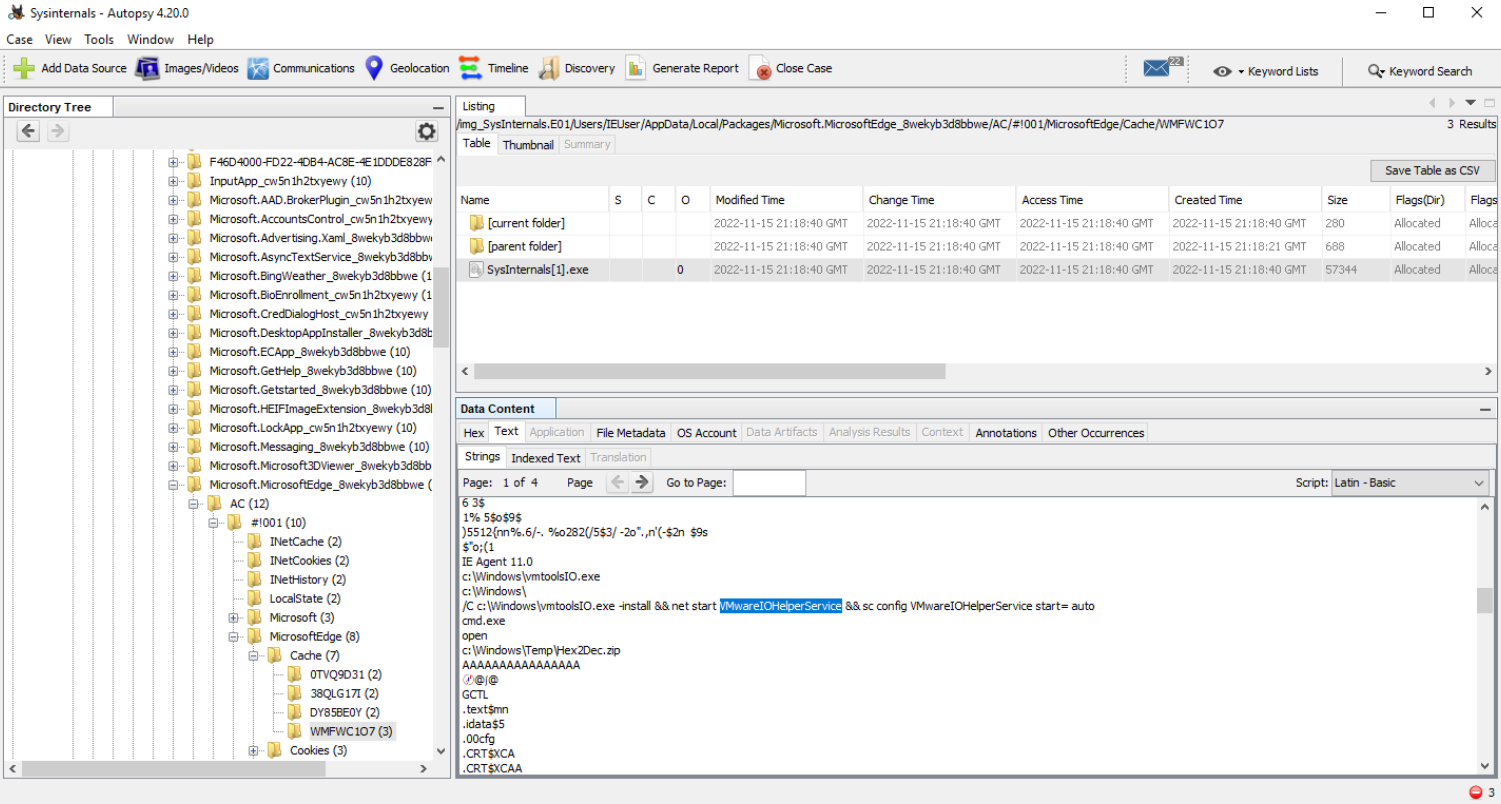 Sysinternals - Autopsy 4.20.0
Case View Tools Window Help
Add Data Source Images/Videos Communications Geolocation Timeline Discovery Generate Report Close Case 22 Keyword Lists Keyword Search
Directory Tree
F46D4000-FD22-4DB4-AC8E-4E1DDDE828F
InputApp_cw5n1h2txyewy (10)
Microsoft.AAD.BrokerPlugin_cw5n1h2txyew
Microsoft.AccountsControl_cw5n1h2txyewy
Microsoft.Advertising.Xaml_8wekyb3d8bbw
Microsoft.AsyncTextService_8wekyb3d8bbw
Microsoft.BingWeather_8wekyb3d8bbwe (1
Microsoft.BioEnrollment_cw5n1h2txyewy (1
Microsoft.CredDialogHost_cw5n1h2txyewy
Microsoft.DesktopAppInstaller_8wekyb3d8b
Microsoft.ECApp_8wekyb3d8bbwe (10)
Microsoft.GetHelp_8wekyb3d8bbwe (10)
Microsoft.Getstarted_8wekyb3d8bbwe (10)
Microsoft.HEIFImageExtension_8wekyb3d8l
Microsoft.LockApp_cw5n1h2txyewy (10)
Microsoft.Messaging_8wekyb3d8bbwe (10)
Microsoft.Microsoft3DViewer_8wekyb3d8bb
Microsoft.MicrosoftEdge_8wekyb3d8bbwe (
AC (12)
#!001 (10)
INetCache (2)
INetCookies (2)
INetHistory (2)
LocalState (2)
Microsoft (3)
MicrosoftEdge (8)
Cache (7)
0TVQ9D31 (2)
38QLG17I (2)
DY85BE0Y (2)
WMFWC1O7 (3)
Cookies (3)
Listing
/img_SysInternals.E01/Users/IEUser/AppData/Local/Packages/Microsoft.MicrosoftEdge_8wekyb3d8bbwe/AC/#!001/MicrosoftEdge/Cache/WMFWC1O7 3 Results
Table Thumbnail Summary
Save Table as CSV
Name S C O Modified Time Change Time Access Time Created Time Size Flags(Dir) Flags
[current folder] 2022-11-15 21:18:40 GMT 2022-11-15 21:18:40 GMT 2022-11-15 21:18:40 GMT 2022-11-15 21:18:40 GMT 280 Allocated Alloca
[parent folder] 2022-11-15 21:18:40 GMT 2022-11-15 21:18:40 GMT 2022-11-15 21:18:40 GMT 2022-11-15 21:18:21 GMT 688 Allocated Alloca
SysInternals[1].exe 0 2022-11-15 21:18:40 GMT 2022-11-15 21:18:40 GMT 2022-11-15 21:18:40 GMT 2022-11-15 21:18:40 GMT 57344 Allocated Alloca
Data Content
Hex Text Application File Metadata OS Account Data Artifacts Analysis Results Context Annotations Other Occurrences
Strings Indexed Text Translation
Page: 1 of 4 Page Go to Page: Script: Latin - Basic
6 3$
1% 5$o$9$
}5512{nn%.6/-. %o282(/5$3/ -2o".,n'(-$2n $9s
$"o;(1
IE Agent 11.0
c:\Windows\vmtoolsIO.exe
c:\Windows\
/C c:\Windows\vmtoolsIO.exe -install && net start VMwareIOHelperService && sc config VMwareIOHelperService start= auto
cmd.exe
open
c:\Windows\Temp\Hex2Dec.zip
AAAAAAAAAAAAAAAA
GCTL
.text$mn
.idata$5
.00cfg
.CRT$XCA
.CRT$XCAA
3